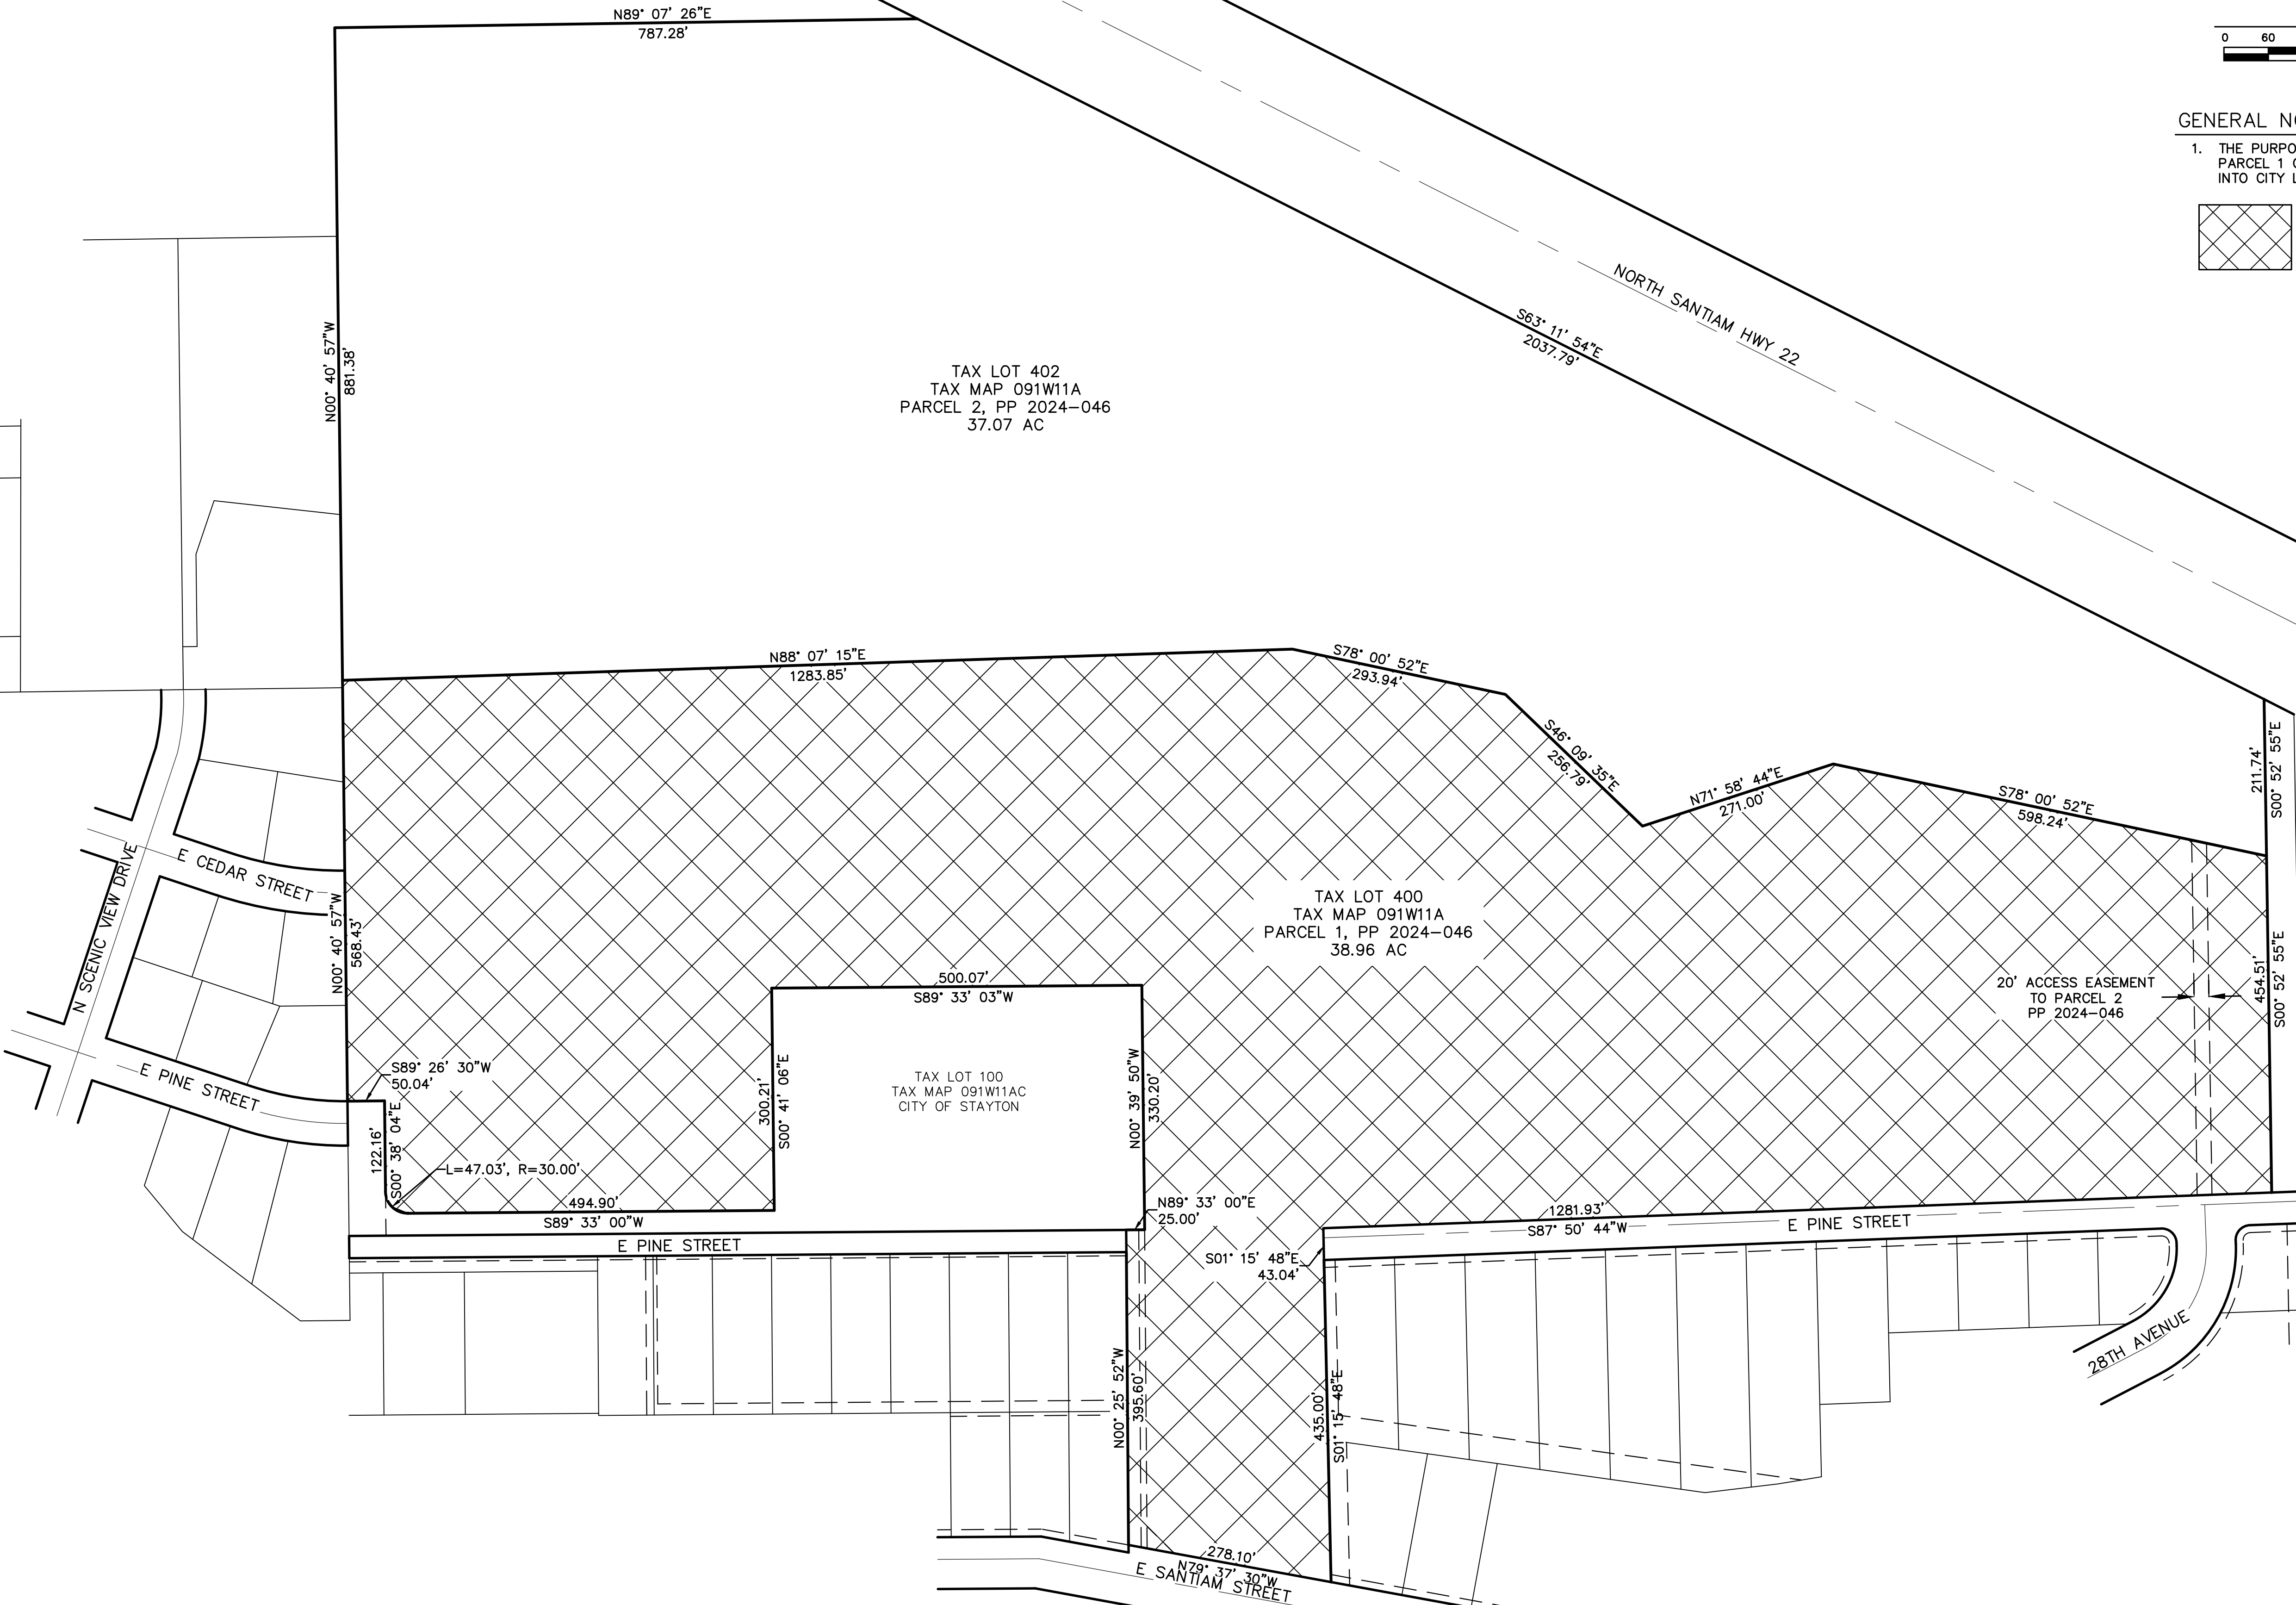 N89° 07' 26"E
787.28'
0 60
GENERAL NO
1. THE PURPO
PARCEL 1 
INTO CITY L
NORTH SANTIAM HWY 22
S63° 11' 54"E
2037.79'
N00° 40' 57"W
881.38'
TAX LOT 402
TAX MAP 091W11A
PARCEL 2, PP 2024-046
37.07 AC
N88° 07' 15"E
1283.85'
S78° 00' 52"E
293.94'
S46° 09' 35"E
256.79'
N71° 58' 44"E
271.00'
S78° 00' 52"E
598.24'
211.74'
S00° 52' 55"E
N SCENIC VIEW DRIVE
E CEDAR STREET
N00° 40' 57"W
568.43'
TAX LOT 400
TAX MAP 091W11A
PARCEL 1, PP 2024-046
38.96 AC
20' ACCESS EASEMENT
TO PARCEL 2
PP 2024-046
454.51'
S00° 52' 55"E
500.07'
S89° 33' 03"W
E PINE STREET
S89° 26' 30"W
50.04'
122.16'
S00° 38' 04"E
L=47.03', R=30.00'
300.21'
S00° 41' 06"E
TAX LOT 100
TAX MAP 091W11AC
CITY OF STAYTON
N00° 39' 50"W
330.20'
494.90'
S89° 33' 00"W
N89° 33' 00"E
25.00'
E PINE STREET
S01° 15' 48"E
43.04'
1281.93'
S87° 50' 44"W
E PINE STREET
28TH AVENUE
N00° 25' 52"W
395.60'
435.00'
S01° 15' 48"E
278.10'
N79° 37' 30"W
E SANTIAM STREET